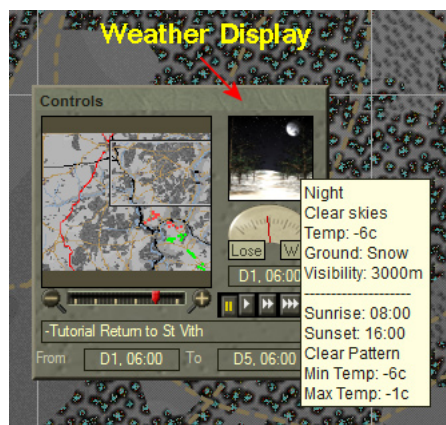 Weather Display
Controls
Night
Clear skies
Temp: -6c
Ground: Snow
Visibility: 3000m
--------------------
Sunrise: 08:00
Sunset: 16:00
Clear Pattern
Min Temp: -6c
Max Temp: -1c
Lose W
D1, 06:00
-Tutorial Return to St Vith
From D1, 06:00 To D5, 06:00